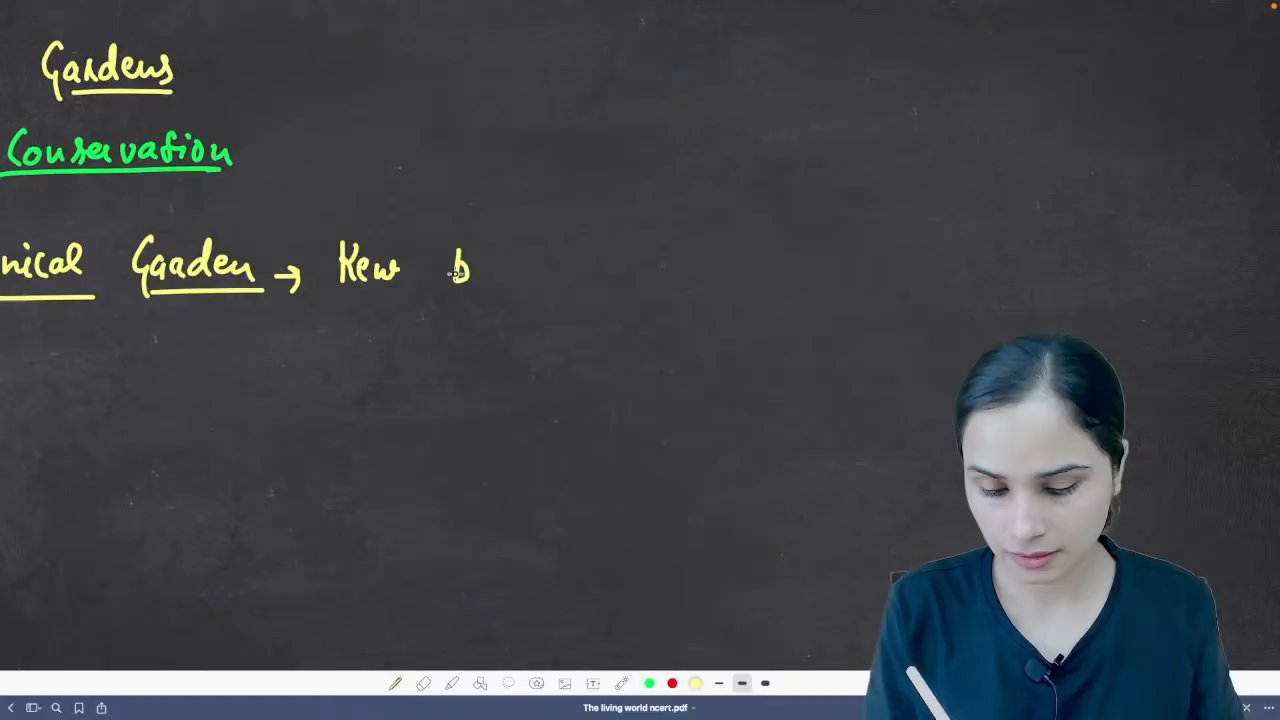 Gardens
Conservation
nical Garden → Kew b
The living world ncert.pdf